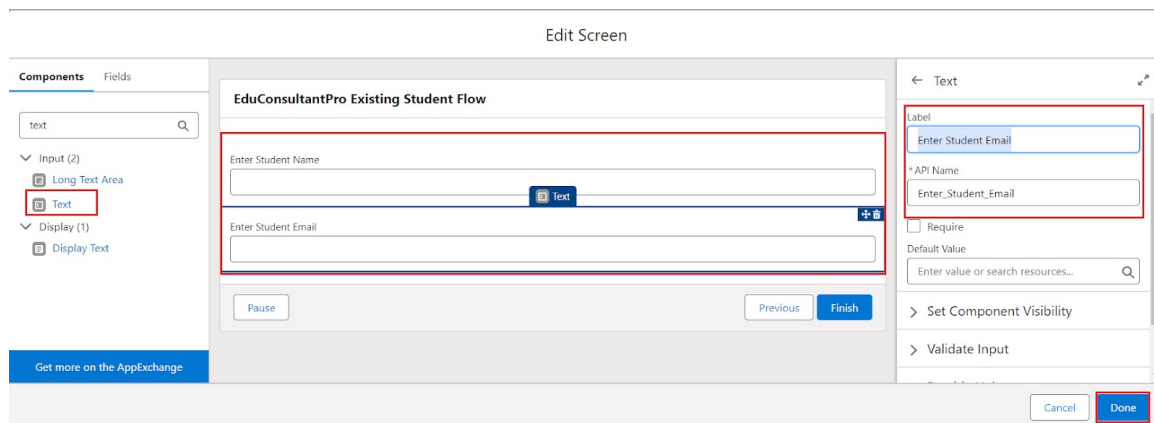 Edit Screen
Components Fields
text
Input (2)
Long Text Area
Text
Display (1)
Display Text
Get more on the AppExchange
EduConsultantPro Existing Student Flow
Enter Student Name
Text
Enter Student Email
Pause Previous Finish
Text
Label
Enter Student Email
* API Name
Enter_Student_Email
Require
Default Value
Enter value or search resources...
Set Component Visibility
Validate Input
Cancel Done